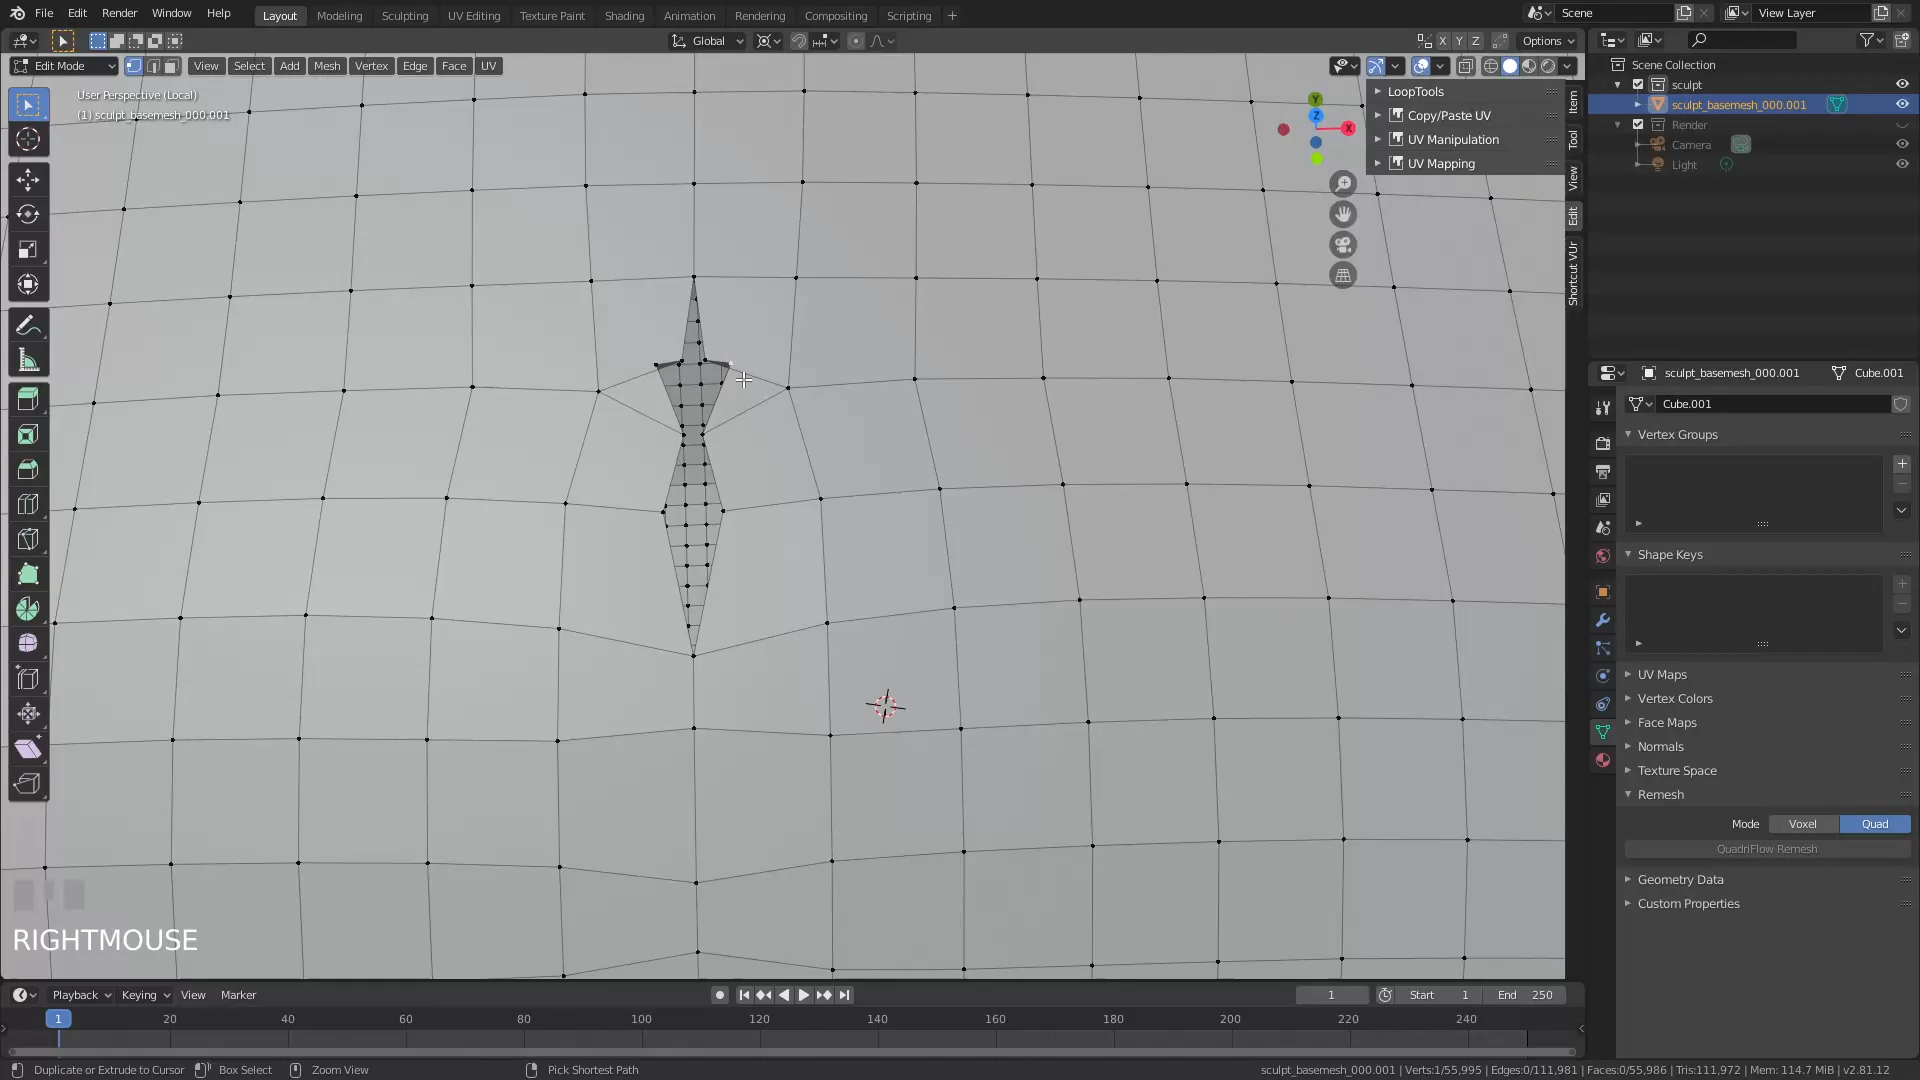 File Edit Render Window Help Layout Modeling Sculpting UV Editing Texture Paint Shading Animation Rendering Compositing Scripting + Scene View Layer
Global X Y Z Options
Edit Mode View Select Add Mesh Vertex Edge Face UV
User Perspective (Local)
(1) sculpt_basemesh_000.001
LoopTools
Copy/Paste UV
UV Manipulation
UV Mapping
Y
Z
X
Item
Tool
View
Edit
Shortcut VUr
Scene Collection
sculpt
sculpt_basemesh_000.001
Render
Camera
Light
sculpt_basemesh_000.001 Cube.001
Cube.001
Vertex Groups
Shape Keys
UV Maps
Vertex Colors
Face Maps
Normals
Texture Space
Remesh
Mode Voxel Quad
QuadriFlow Remesh
Geometry Data
Custom Properties
RIGHTMOUSE
Playback Keying View Marker 1 Start 1 End 250
1 20 40 60 80 100 120 140 160 180 200 220 240
Duplicate or Extrude to Cursor Box Select Zoom View Pick Shortest Path sculpt_basemesh_000.001 | Verts:1/55,995 | Edges:0/111,981 | Faces:0/55,986 | Tris:111,972 | Mem: 114.7 MiB | v2.81.12